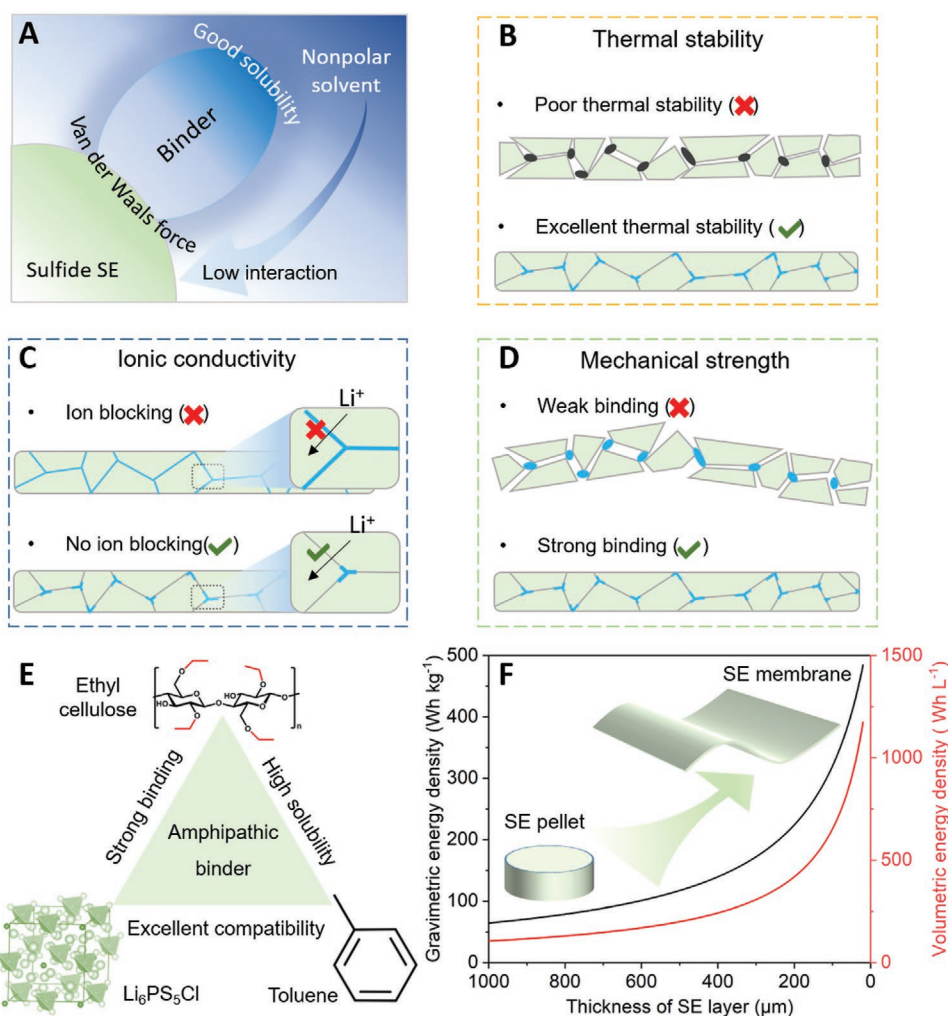 A
Good solubility
Nonpolar
solvent
Binder
Van der Waals force
Sulfide SE
Low interaction
B
Thermal stability
• Poor thermal stability (✖)
• Excellent thermal stability (✔)
C
Ionic conductivity
• Ion blocking (✖)
Li⁺
• No ion blocking(✔)
Li⁺
D
Mechanical strength
• Weak binding (✖)
• Strong binding (✔)
E
Ethyl
cellulose
O
O
HO
O
O
HO
O
O
O
O
n
Strong binding
High solubility
Amphipathic
binder
Excellent compatibility
Li₆PS₅Cl
Toluene
F
Gravimetric energy density (Wh kg⁻¹)
500
400
300
200
100
0
SE membrane
SE pellet
1500
1000
500
0
Volumetric energy density ( Wh L⁻¹)
1000
800
600
400
200
0
Thickness of SE layer (μm)